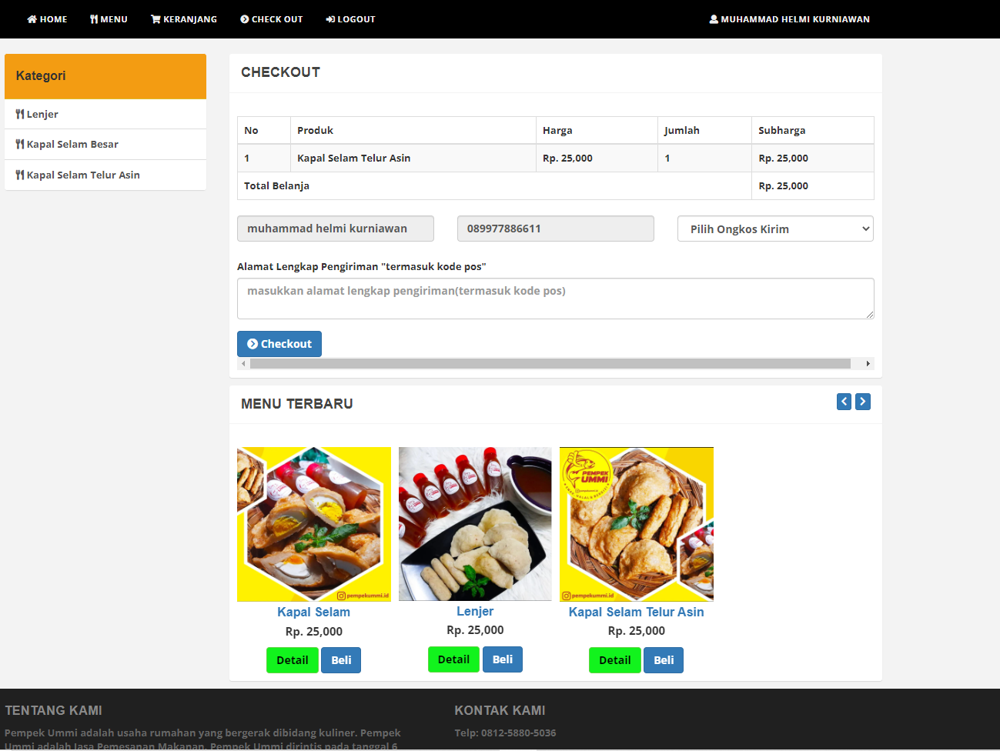 HOME MENU KERANJANG CHECK OUT LOGOUT MUHAMMAD HELMI KURNIAWAN
Kategori
Lenjer
Kapal Selam Besar
Kapal Selam Telur Asin
CHECKOUT
No Produk Harga Jumlah Subharga
1 Kapal Selam Telur Asin Rp. 25,000 1 Rp. 25,000
Total Belanja Rp. 25,000
muhammad helmi kurniawan 089977886611 Pilih Ongkos Kirim
Alamat Lengkap Pengiriman "termasuk kode pos"
masukkan alamat lengkap pengiriman(termasuk kode pos)
Checkout
MENU TERBARU
PEMPEK
UMMI
pempekummi.id
pempekummi.id
Kapal Selam Lenjer Kapal Selam Telur Asin
Rp. 25,000 Rp. 25,000 Rp. 25,000
Detail Beli Detail Beli Detail Beli
TENTANG KAMI
Pempek Ummi adalah usaha rumahan yang bergerak dibidang kuliner. Pempek
Ummi adalah Jasa Pemesanan Makanan. Pempek Ummi dirintis pada tanggal 6
KONTAK KAMI
Telp: 0812-5880-5036